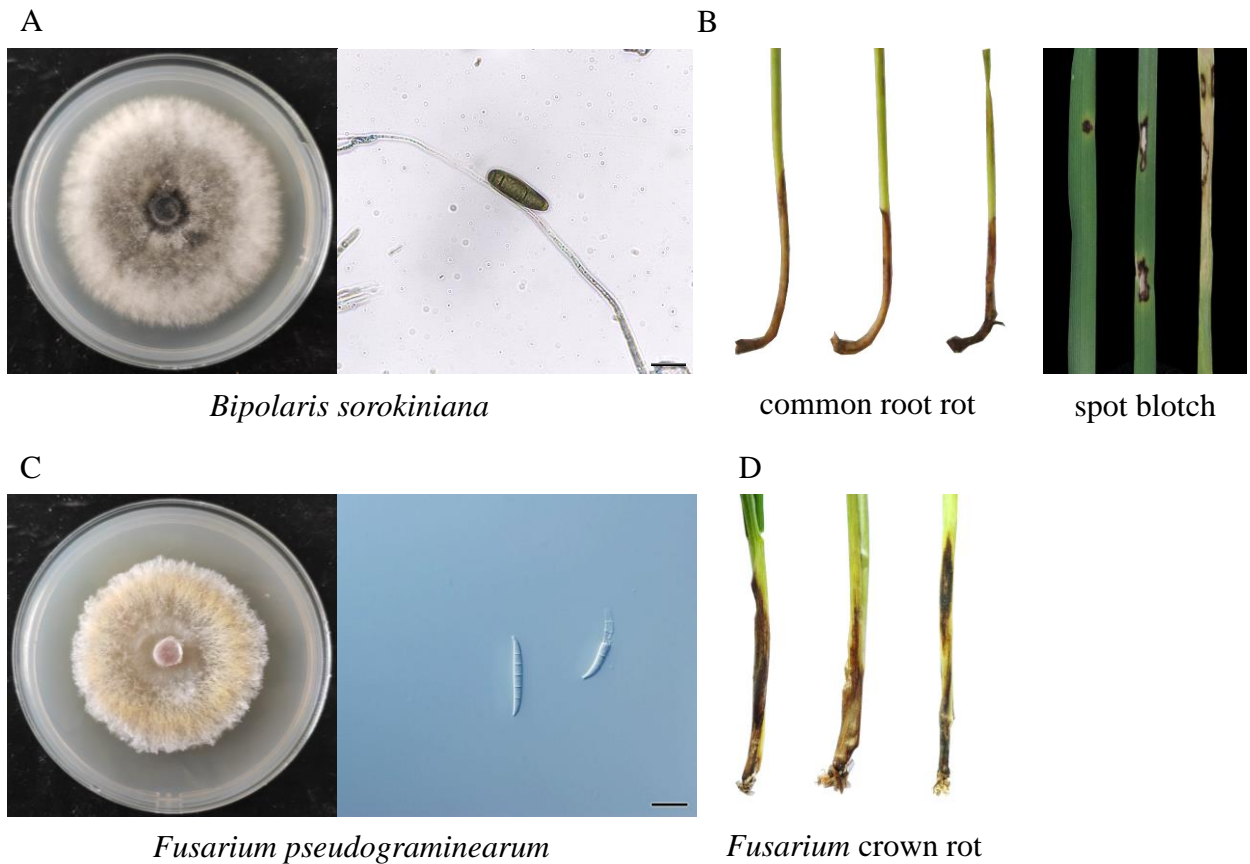 A
B
Bipolaris sorokiniana
common root rot
spot blotch
C
D
Fusarium pseudograminearum
Fusarium crown rot